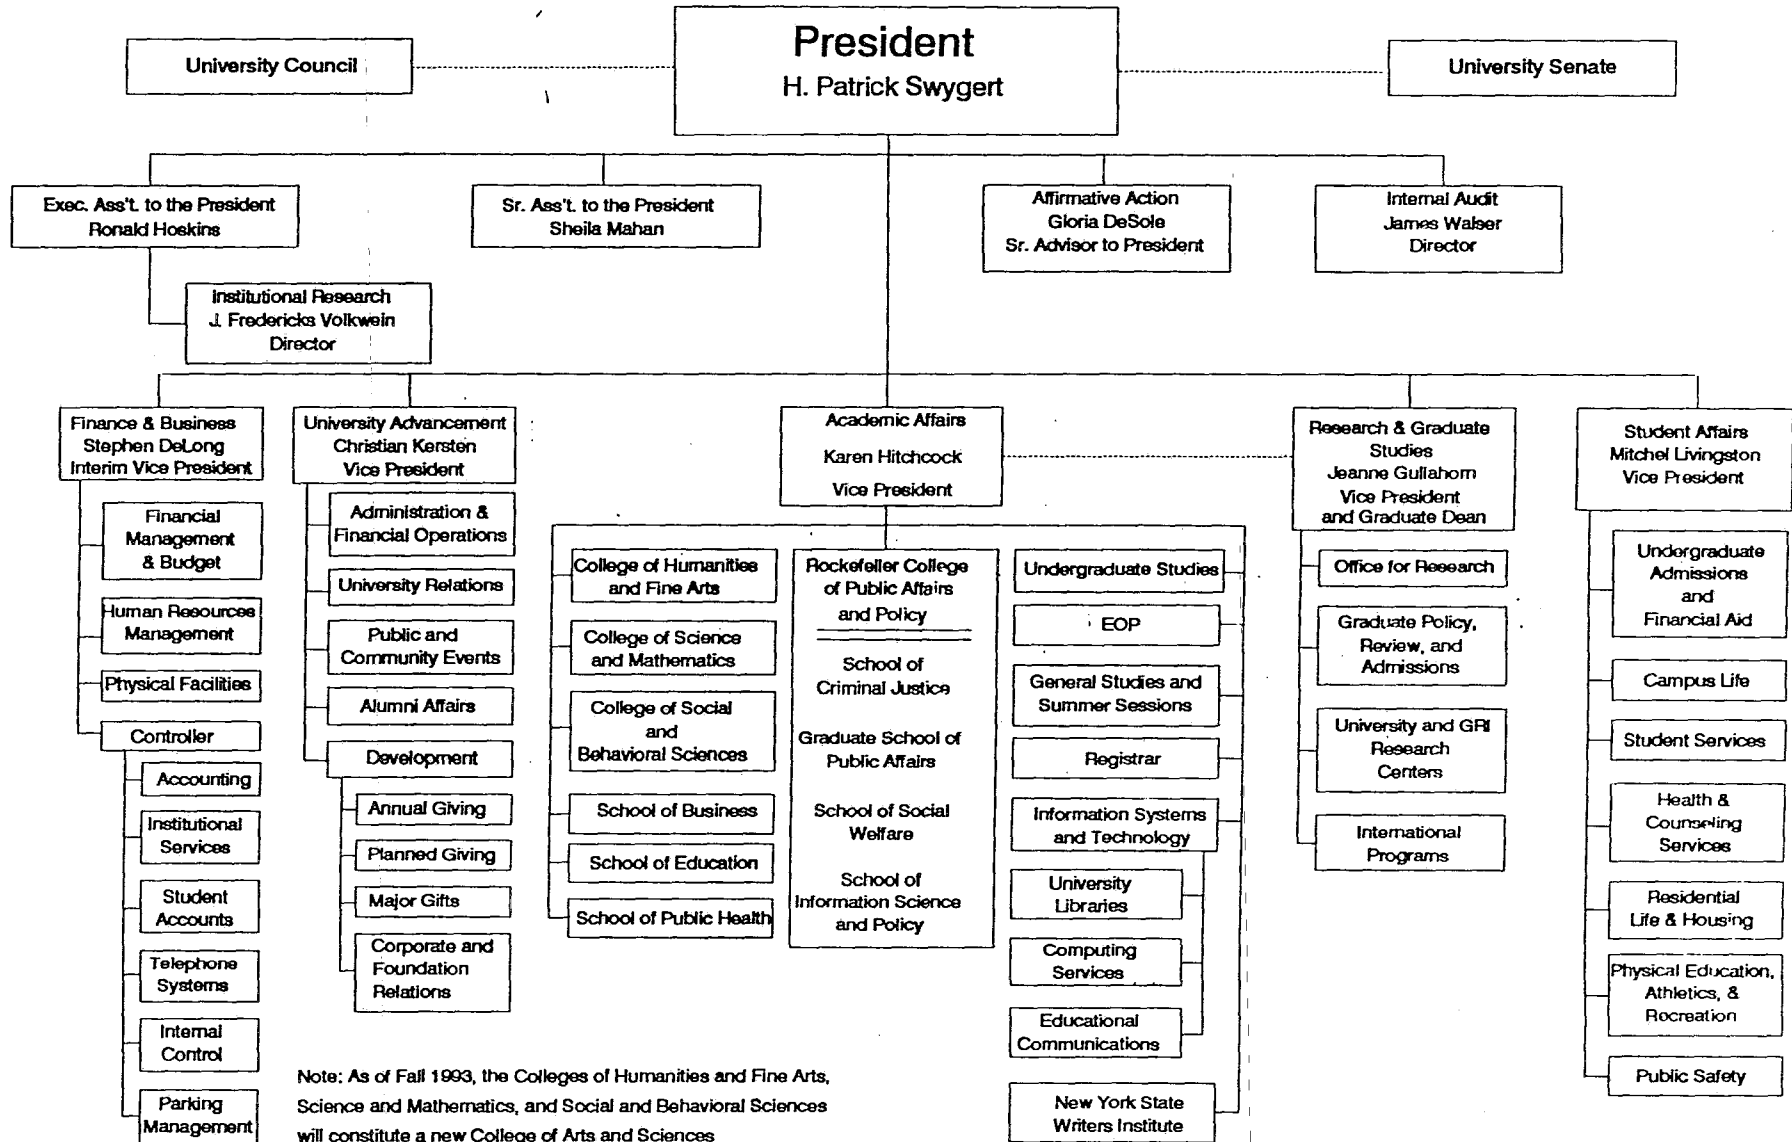 President
H. Patrick Swygert
University Council
University Senate
Exec. Ass't. to the President
Ronald Hoskins
Sr. Ass't. to the President
Sheila Mahan
Affirmative Action
Gloria DeSole
Sr. Advisor to President
Internal Audit
James Walser
Director
Institutional Research
J. Fredericks Volkwein
Director
Finance & Business
Stephen DeLong
Interim Vice President
Financial
Management
& Budget
Human Resources
Management
Physical Facilities
Controller
Accounting
Institutional
Services
Student
Accounts
Telephone
Systems
Internal
Control
Parking
Management
University Advancement
Christian Kersten
Vice President
Administration &
Financial Operations
University Relations
Public and
Community Events
Alumni Affairs
Development
Annual Giving
Planned Giving
Major Gifts
Corporate and
Foundation
Relations
Academic Affairs
Karen Hitchcock
Vice President
College of Humanities
and Fine Arts
College of Science
and Mathematics
College of Social
and
Behavioral Sciences
School of Business
School of Education
School of Public Health
Rockefeller College
of Public Affairs
and Policy
School of
Criminal Justice
Graduate School of
Public Affairs
School of Social
Welfare
School of
Information Science
and Policy
Undergraduate Studies
EOP
General Studies and
Summer Sessions
Registrar
Information Systems
and Technology
University
Libraries
Computing
Services
Educational
Communications
New York State
Writers Institute
Research & Graduate
Studies
Jeanne Gullahorn
Vice President
and Graduate Dean
Office for Research
Graduate Policy,
Review, and
Admissions
University and GRI
Research
Centers
International
Programs
Student Affairs
Mitchel Livingston
Vice President
Undergraduate
Admissions
and
Financial Aid
Campus Life
Student Services
Health &
Counseling
Services
Residential
Life & Housing
Physical Education,
Athletics, &
Recreation
Public Safety
Note: As of Fall 1993, the Colleges of Humanities and Fine Arts,
Science and Mathematics, and Social and Behavioral Sciences
will constitute a new College of Arts and Sciences